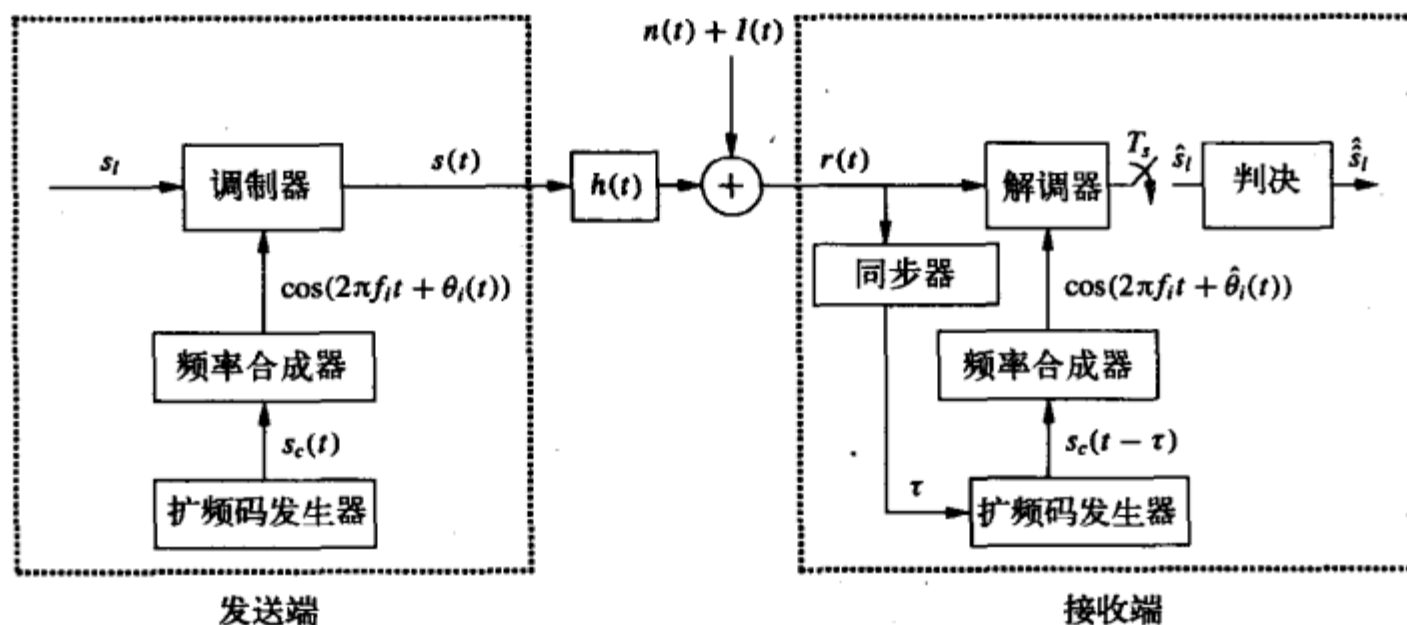 n(t) + I(t)
s_l
调制器
s(t)
h(t)
+
r(t)
解调器
T_s
ŝ_l
判决
ŝ̂_l
同步器
cos(2πf_it + θ_i(t))
cos(2πf_it + θ̂_i(t))
频率合成器
频率合成器
s_c(t)
s_c(t − τ)
τ
扩频码发生器
扩频码发生器
发送端
接收端